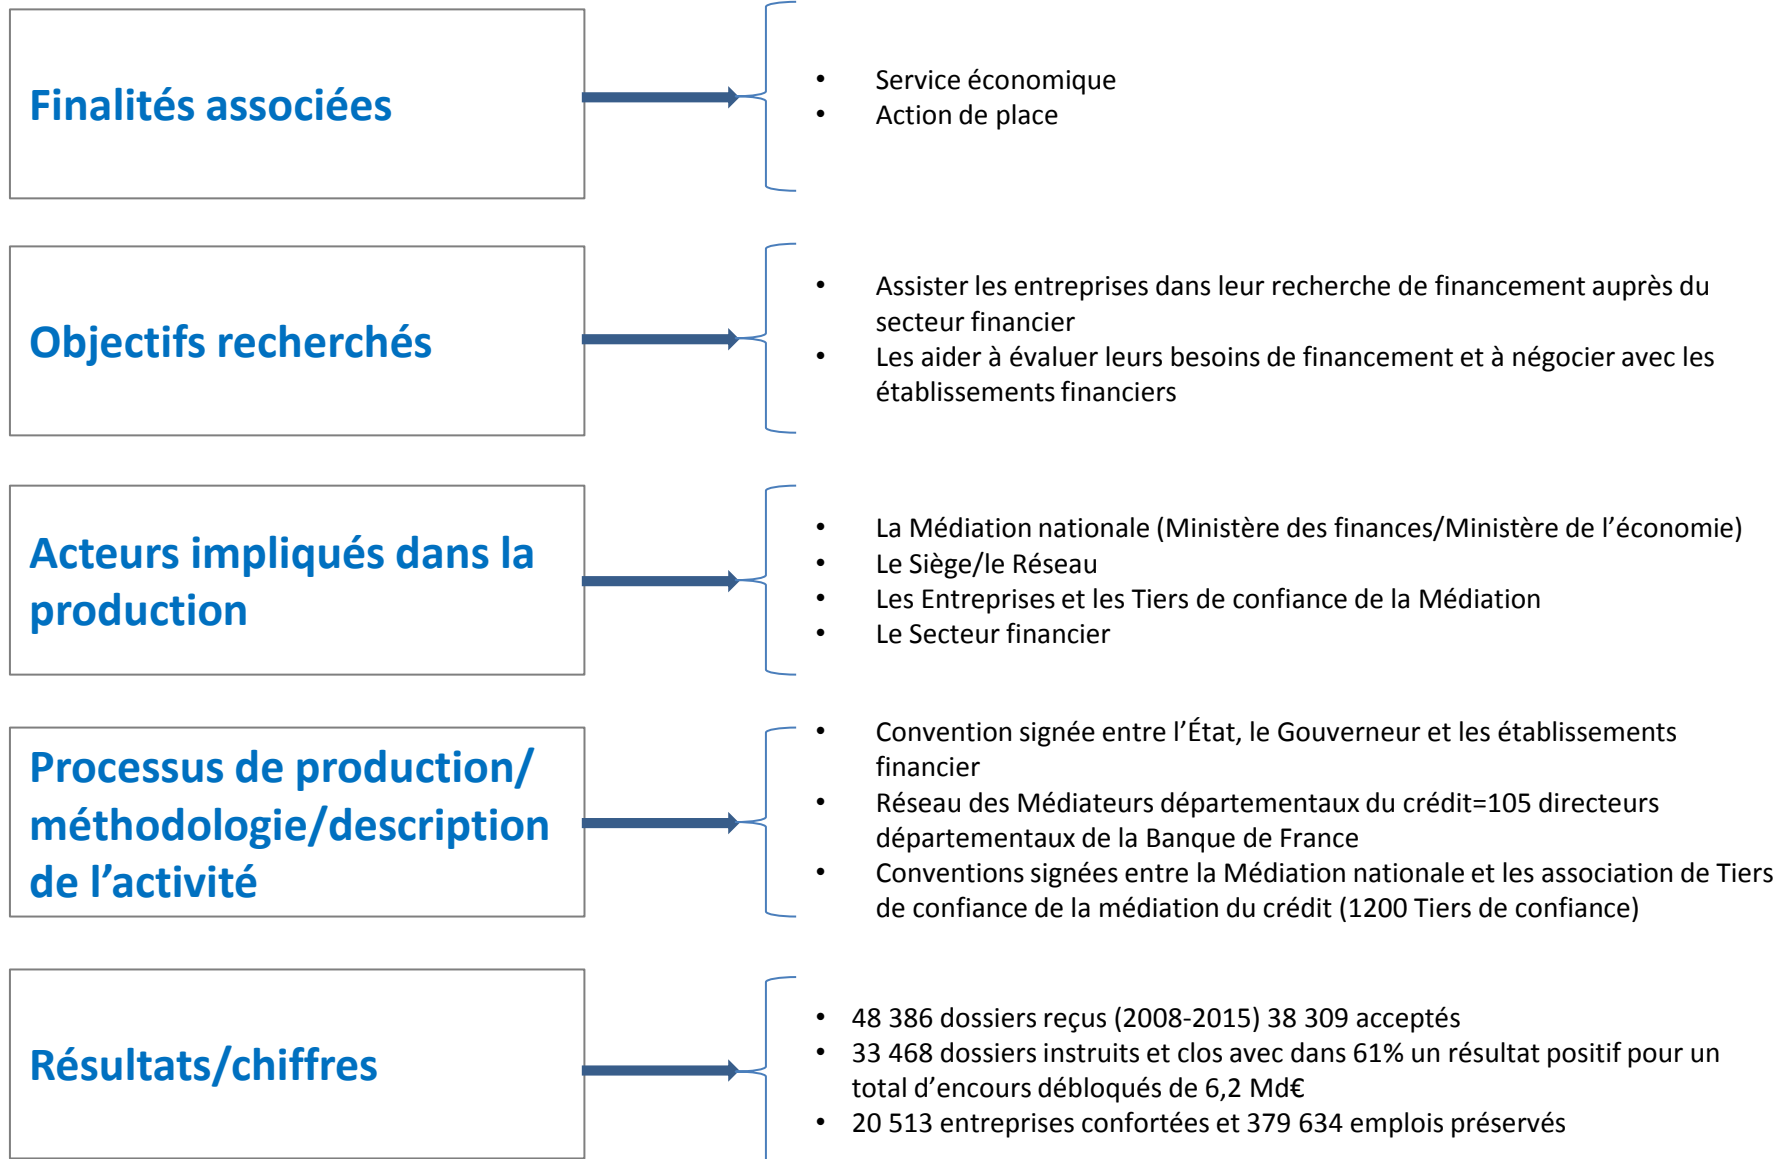 Finalités associées
• Service économique
• Action de place
Objectifs recherchés
• Assister les entreprises dans leur recherche de financement auprès du
secteur financier
• Les aider à évaluer leurs besoins de financement et à négocier avec les
établissements financiers
Acteurs impliqués dans la
production
• La Médiation nationale (Ministère des finances/Ministère de l’économie)
• Le Siège/le Réseau
• Les Entreprises et les Tiers de confiance de la Médiation
• Le Secteur financier
Processus de production/
méthodologie/description
de l’activité
• Convention signée entre l’État, le Gouverneur et les établissements
financier
• Réseau des Médiateurs départementaux du crédit=105 directeurs
départementaux de la Banque de France
• Conventions signées entre la Médiation nationale et les association de Tiers
de confiance de la médiation du crédit (1200 Tiers de confiance)
Résultats/chiffres
• 48 386 dossiers reçus (2008-2015) 38 309 acceptés
• 33 468 dossiers instruits et clos avec dans 61% un résultat positif pour un
total d’encours débloqués de 6,2 Md€
• 20 513 entreprises confortées et 379 634 emplois préservés